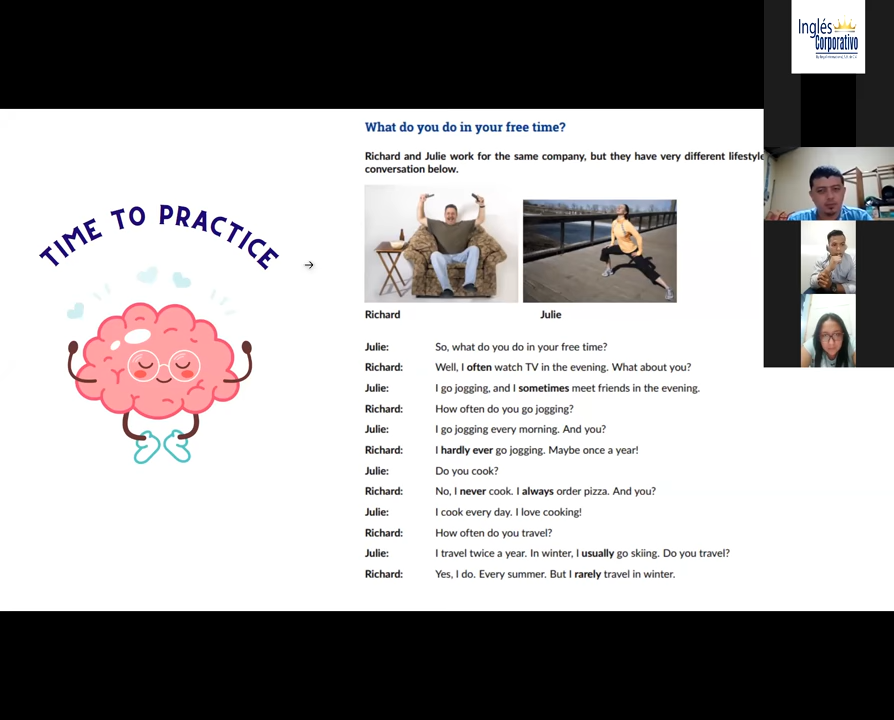 TIME TO PRACTICE
What do you do in your free time?
Richard and Julie work for the same company, but they have very different lifestyle
conversation below.
Richard
Julie
Julie: So, what do you do in your free time?
Richard: Well, I often watch TV in the evening. What about you?
Julie: I go jogging, and I sometimes meet friends in the evening.
Richard: How often do you go jogging?
Julie: I go jogging every morning. And you?
Richard: I hardly ever go jogging. Maybe once a year!
Julie: Do you cook?
Richard: No, I never cook. I always order pizza. And you?
Julie: I cook every day. I love cooking!
Richard: How often do you travel?
Julie: I travel twice a year. In winter, I usually go skiing. Do you travel?
Richard: Yes, I do. Every summer. But I rarely travel in winter.
Inglés
Corporativo